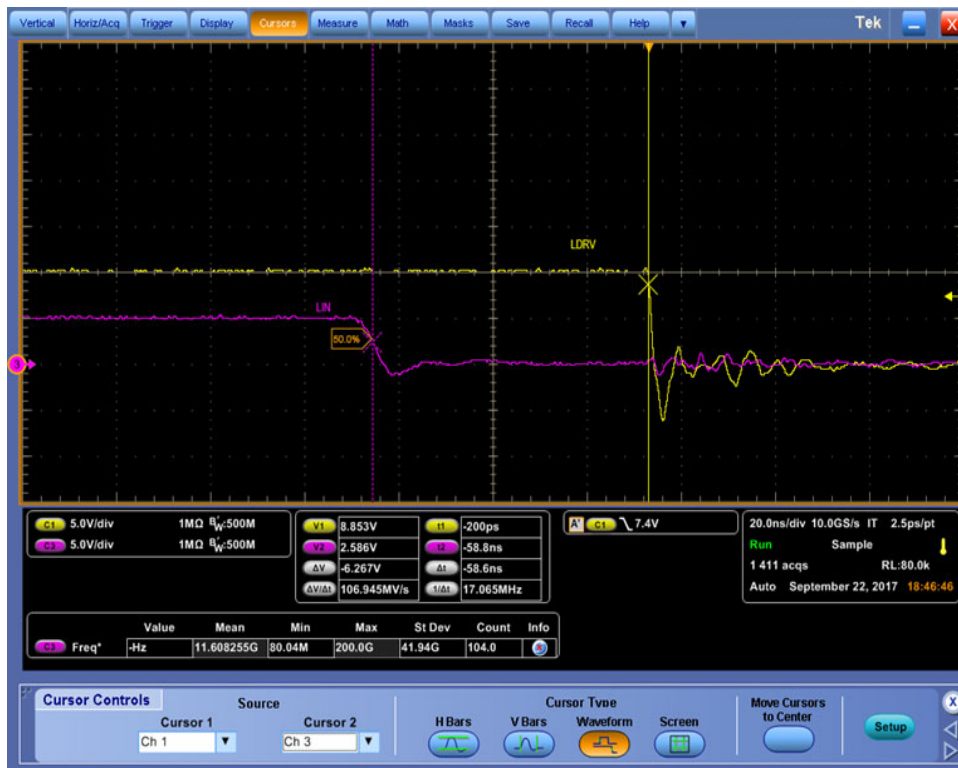 Vertical Horiz/Acq Trigger Display Cursors Measure Math Masks Save Recall Help Tek X
LDRV
LIN
50.0%
3
C1 5.0V/div 1MΩ BW:500M
C3 5.0V/div 1MΩ BW:500M
V1 8.853V t1 -200ps
V2 2.586V t2 -58.8ns
ΔV -6.267V Δt -58.6ns
ΔV/Δt 106.945MV/s 1/Δt 17.065MHz
A' C1 7.4V
20.0ns/div 10.0GS/s IT 2.5ps/pt
Run Sample
1 411 acqs RL:80.0k
Auto September 22, 2017 18:46:46
Value Mean Min Max St Dev Count Info
C3 Freq* -Hz 11.608255G 80.04M 200.0G 41.94G 104.0
Cursor Controls Source Cursor Type Move Cursors X
to Center
Cursor 1 Cursor 2 H Bars V Bars Waveform Screen Setup
Ch 1 Ch 3